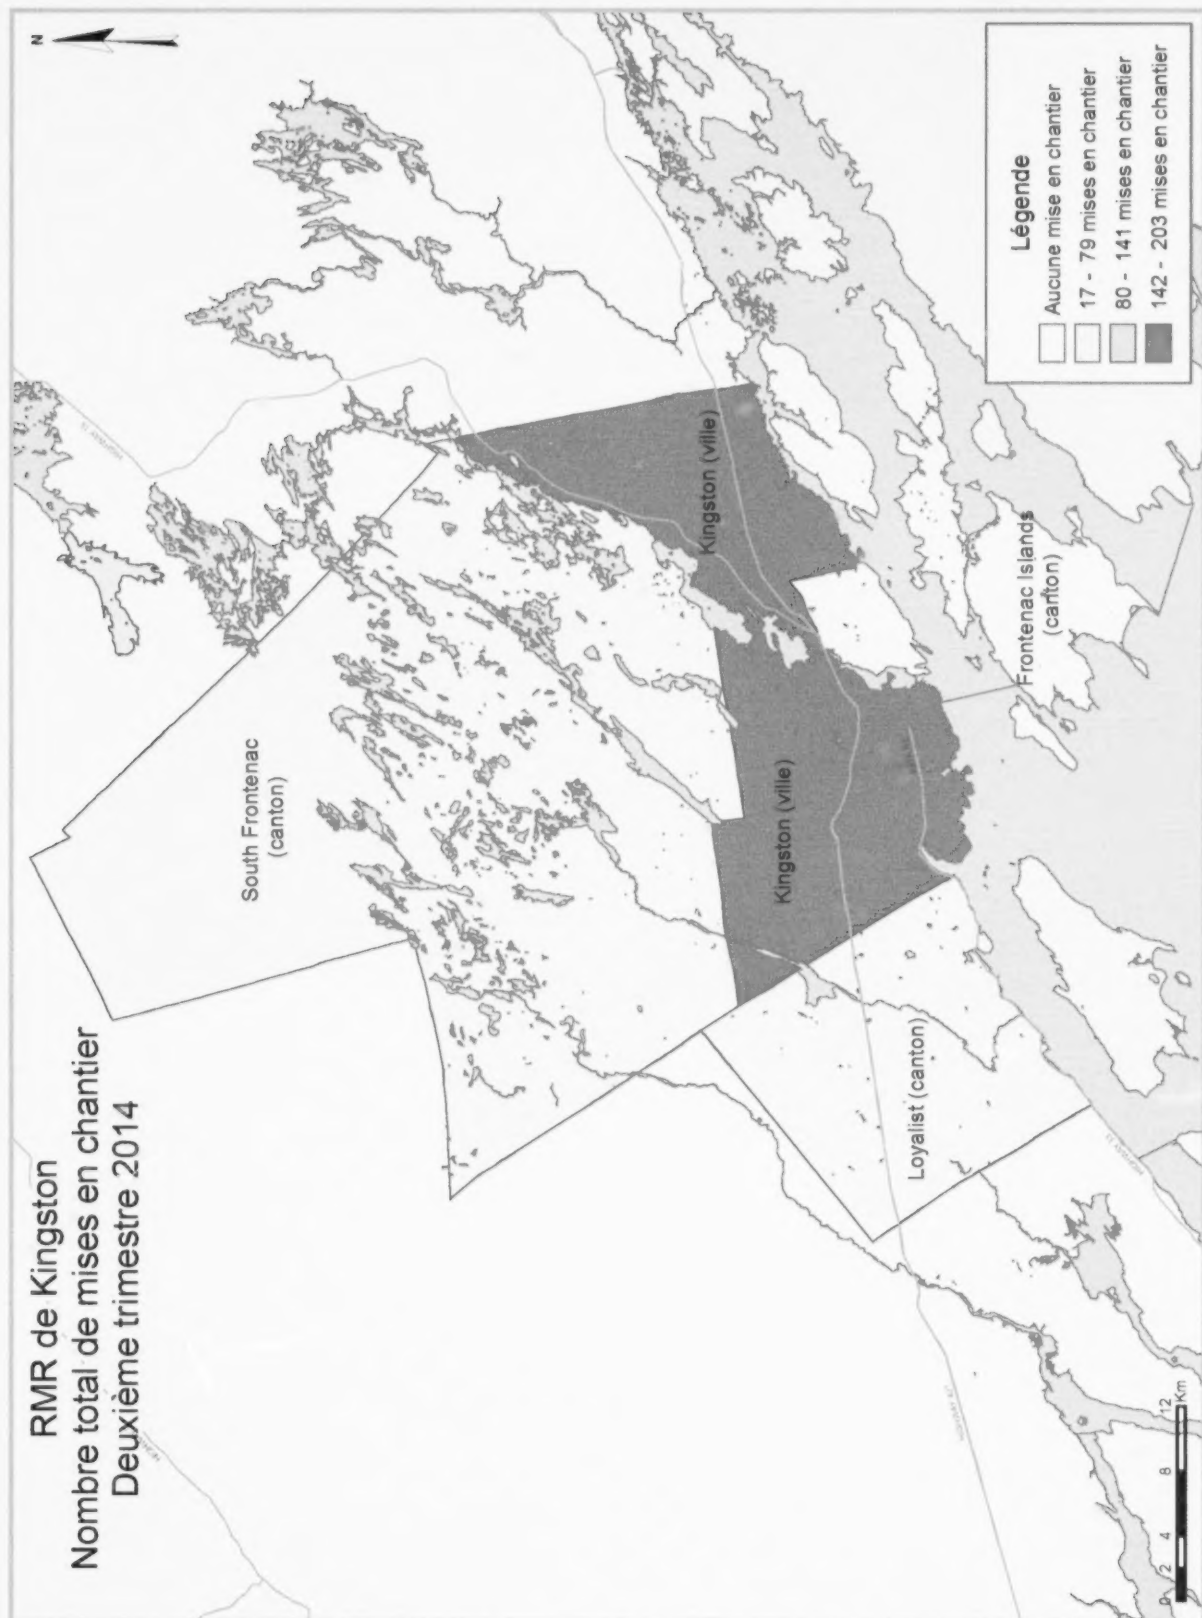 RMR de Kingston
Nombre total de mises en chantier
Deuxième trimestre 2014
N
South Frontenac
(canton)
Kingston (ville)
Kingston (ville)
Loyalist (canton)
Frontenac Islands
(canton)
Légende
Aucune mise en chantier
17 - 79 mises en chantier
80 - 141 mises en chantier
142 - 203 mises en chantier
0 2 4 8 12
Km